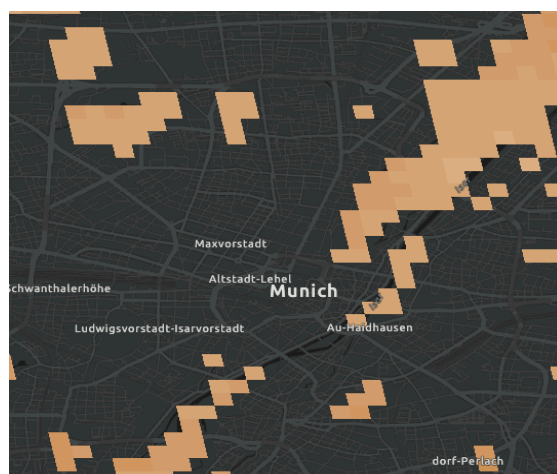 Maxvorstadt
Altstadt-Lehel
Schwanthalerhöhe
Munich
Ludwigsvorstadt-Isarvorstadt
Au-Haidhausen
dorf-Perlach